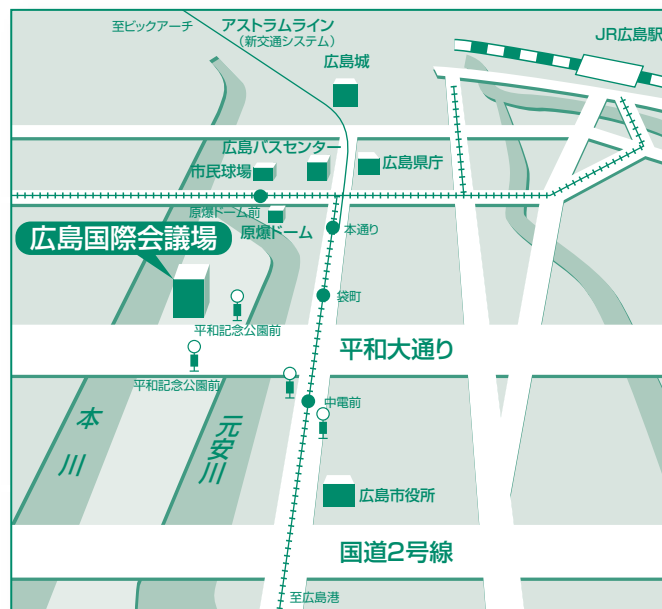 至ビックアーチ
アストラムライン
（新交通システム）
JR広島駅
広島城
広島バスセンター
市民球場
広島県庁
原爆ドーム前
原爆ドーム
本通り
広島国際会議場
袋町
平和記念公園前
平和大通り
平和記念公園前
中電前
本川
元安川
広島市役所
国道2号線
至広島港